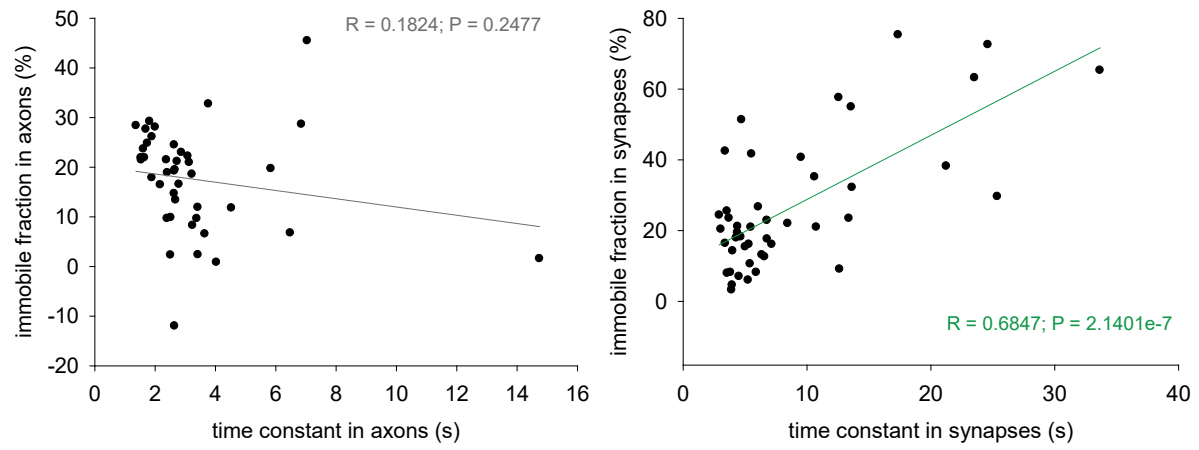 R = 0.1824; P = 0.2477
immobile fraction in axons (%)
50
40
30
20
10
0
-10
-20
0 2 4 6 8 10 12 14 16
time constant in axons (s)
immobile fraction in synapses (%)
80
60
40
20
0
R = 0.6847; P = 2.1401e-7
0 10 20 30 40
time constant in synapses (s)